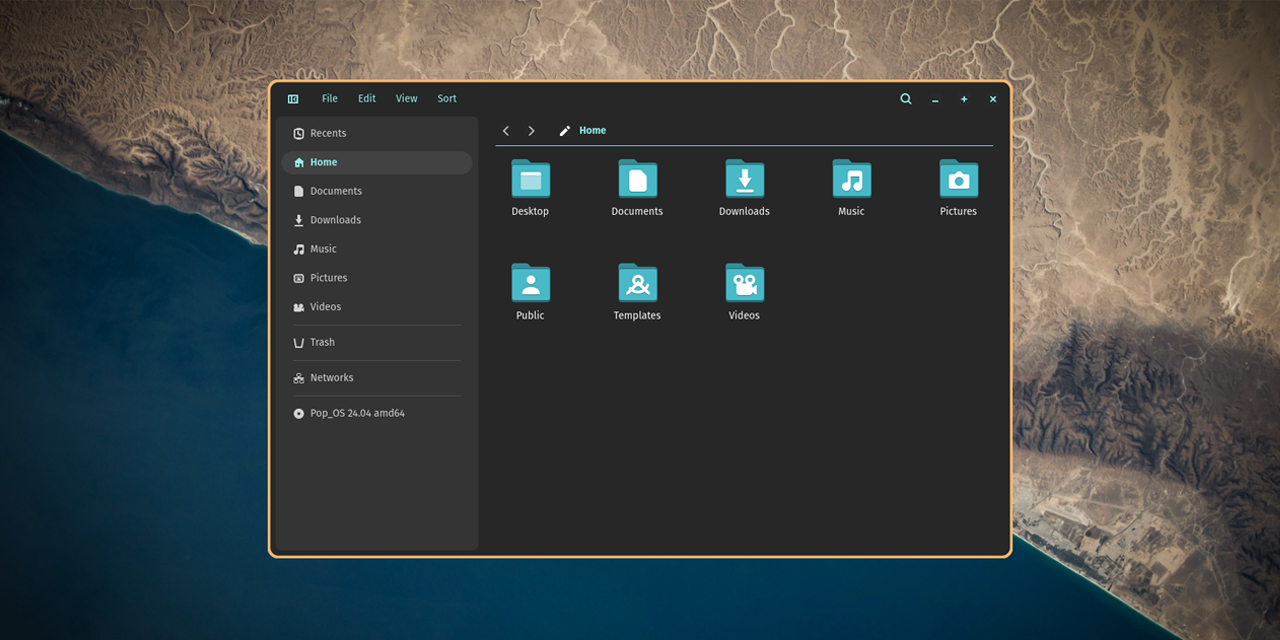 File Edit View Sort
Recents
Home
Documents
Downloads
Music
Pictures
Videos
Trash
Networks
Pop_OS 24.04 amd64
Home
Desktop Documents Downloads Music Pictures
Public Templates Videos